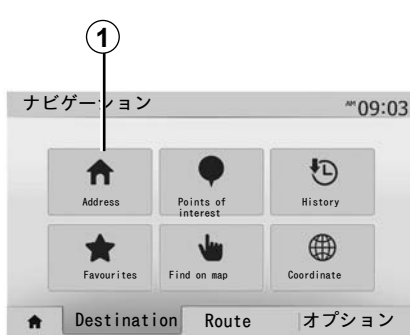 1
ナビゲーション
AM 09:03
Address
Points of
interest
History
Favourites
Find on map
Coordinate
Destination Route オプション